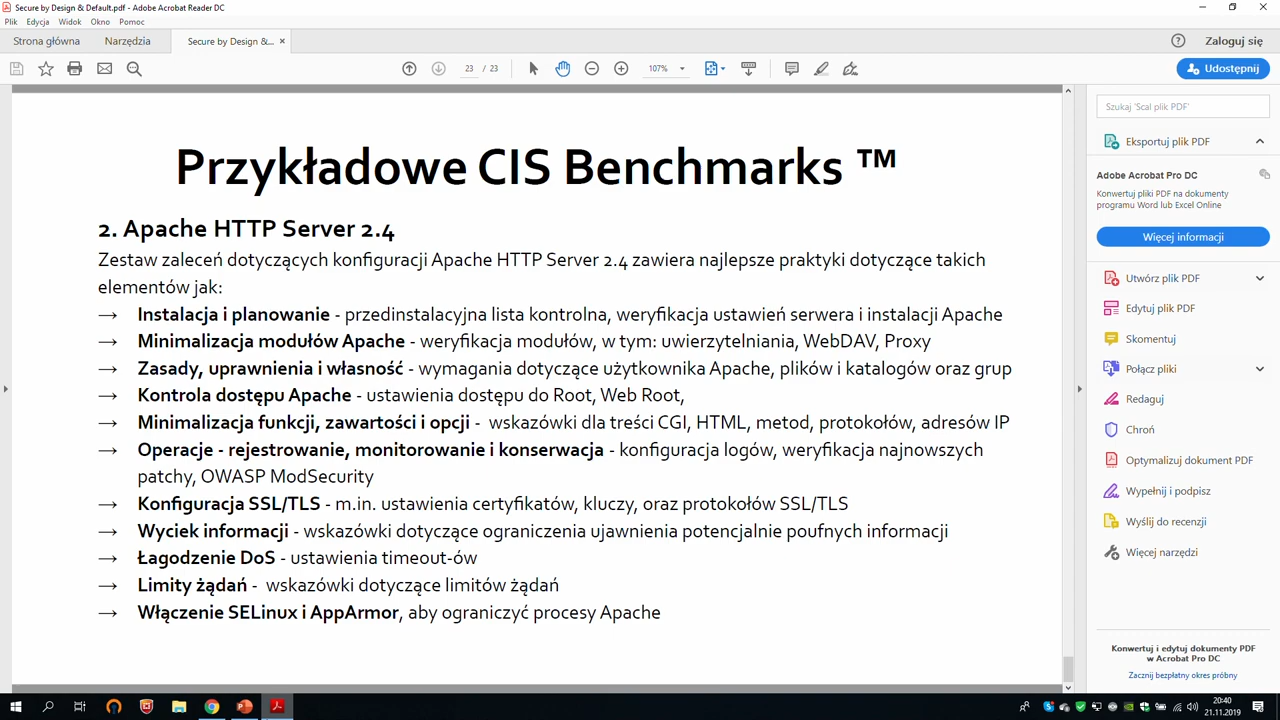 Secure by Design & Default.pdf - Adobe Acrobat Reader DC
Plik Edycja Widok Okno Pomoc
Strona główna Narzędzia Secure by Design &... × Zaloguj się
23 / 23 107% Udostępnij
Przykładowe CIS Benchmarks ™
2. Apache HTTP Server 2.4
Zestaw zaleceń dotyczących konfiguracji Apache HTTP Server 2.4 zawiera najlepsze praktyki dotyczące takich
elementów jak:
→ Instalacja i planowanie - przedinstalacyjna lista kontrolna, weryfikacja ustawień serwera i instalacji Apache
→ Minimalizacja modułów Apache - weryfikacja modułów, w tym: uwierzytelniania, WebDAV, Proxy
→ Zasady, uprawnienia i własność - wymagania dotyczące użytkownika Apache, plików i katalogów oraz grup
→ Kontrola dostępu Apache - ustawienia dostępu do Root, Web Root,
→ Minimalizacja funkcji, zawartości i opcji - wskazówki dla treści CGI, HTML, metod, protokołów, adresów IP
→ Operacje - rejestrowanie, monitorowanie i konserwacja - konfiguracja logów, weryfikacja najnowszych
patchy, OWASP ModSecurity
→ Konfiguracja SSL/TLS - m.in. ustawienia certyfikatów, kluczy, oraz protokołów SSL/TLS
→ Wyciek informacji - wskazówki dotyczące ograniczenia ujawnienia potencjalnie poufnych informacji
→ Łagodzenie DoS - ustawienia timeout-ów
→ Limity żądań - wskazówki dotyczące limitów żądań
→ Włączenie SELinux i AppArmor, aby ograniczyć procesy Apache
Szukaj 'Scal plik PDF'
Eksportuj plik PDF
Adobe Acrobat Pro DC
Konwertuj pliki PDF na dokumenty
programu Word lub Excel Online
Więcej informacji
Utwórz plik PDF
Edytuj plik PDF
Skomentuj
Połącz pliki
Redaguj
Chroń
Optymalizuj dokument PDF
Wypełnij i podpisz
Wyślij do recenzji
Więcej narzędzi
Konwertuj i edytuj dokumenty PDF
w Acrobat Pro DC
Zacznij bezpłatny okres próbny
20:40
21.11.2019